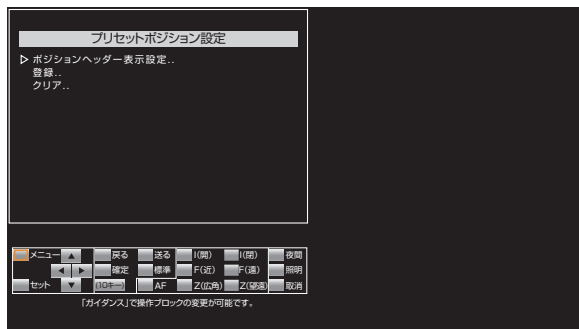 プリセットポジション設定
ポジションヘッダー表示設定..
登録..
クリア..
メニュー ▲ 戻る 送る I(開) I(閉) 夜間
◀ ▶ 確定 標準 F(近) F(遠) 照明
セット ▼ (10キー) AF Z(広角) Z(望遠) 取消
「ガイダンス」で操作ブロックの変更が可能です。